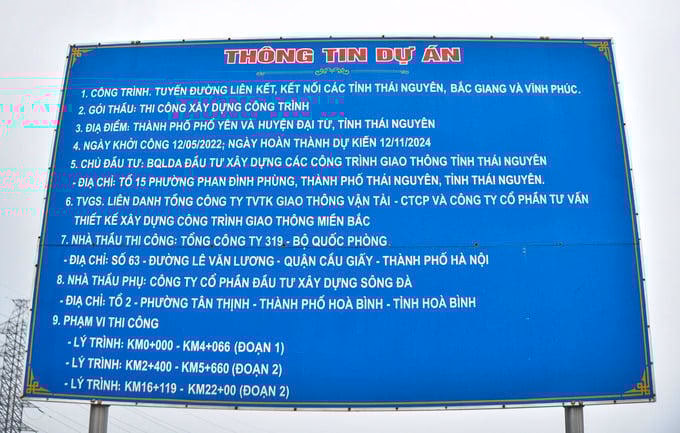 THÔNG TIN DỰ ÁN
1. CÔNG TRÌNH. TUYẾN ĐƯỜNG LIÊN KẾT, KẾT NỐI CÁC TỈNH THÁI NGUYÊN, BẮC GIANG VÀ VĨNH PHÚC.
2. GÓI THẦU: THI CÔNG XÂY DỰNG CÔNG TRÌNH
3. ĐỊA ĐIỂM: THÀNH PHỐ PHỔ YÊN VÀ HUYỆN ĐẠI TỪ, TỈNH THÁI NGUYÊN
4. NGÀY KHỞI CÔNG 12/05/2022; NGÀY HOÀN THÀNH DỰ KIẾN 12/11/2024
5. CHỦ ĐẦU TƯ: BQLDA ĐẦU TƯ XÂY DỰNG CÁC CÔNG TRÌNH GIAO THÔNG TỈNH THÁI NGUYÊN
- ĐỊA CHỈ: TỔ 15 PHƯỜNG PHAN ĐÌNH PHÙNG, THÀNH PHỐ THÁI NGUYÊN, TỈNH THÁI NGUYÊN.
6. TVGS. LIÊN DANH TỔNG CÔNG TY TVTK GIAO THÔNG VẬN TẢI - CTCP VÀ CÔNG TY CỔ PHẦN TƯ VẤN
THIẾT KẾ XÂY DỰNG CÔNG TRÌNH GIAO THÔNG MIỀN BẮC
7. NHÀ THẦU THI CÔNG: TỔNG CÔNG TY 319 - BỘ QUỐC PHÒNG
- ĐỊA CHỈ: SỐ 63 - ĐƯỜNG LÊ VĂN LƯƠNG - QUẬN CẦU GIẤY - THÀNH PHỐ HÀ NỘI
8. NHÀ THẦU PHỤ: CÔNG TY CỔ PHẦN ĐẦU TƯ XÂY DỰNG SÔNG ĐÀ
- ĐỊA CHỈ: TỔ 2 - PHƯỜNG TÂN THỊNH - THÀNH PHỐ HOÀ BÌNH - TỈNH HOÀ BÌNH
9. PHẠM VI THI CÔNG
- LÝ TRÌNH: KM0+000 - KM4+066 (ĐOẠN 1)
- LÝ TRÌNH: KM2+400 - KM5+660 (ĐOẠN 2)
- LÝ TRÌNH: KM16+119 - KM22+00 (ĐOẠN 2)